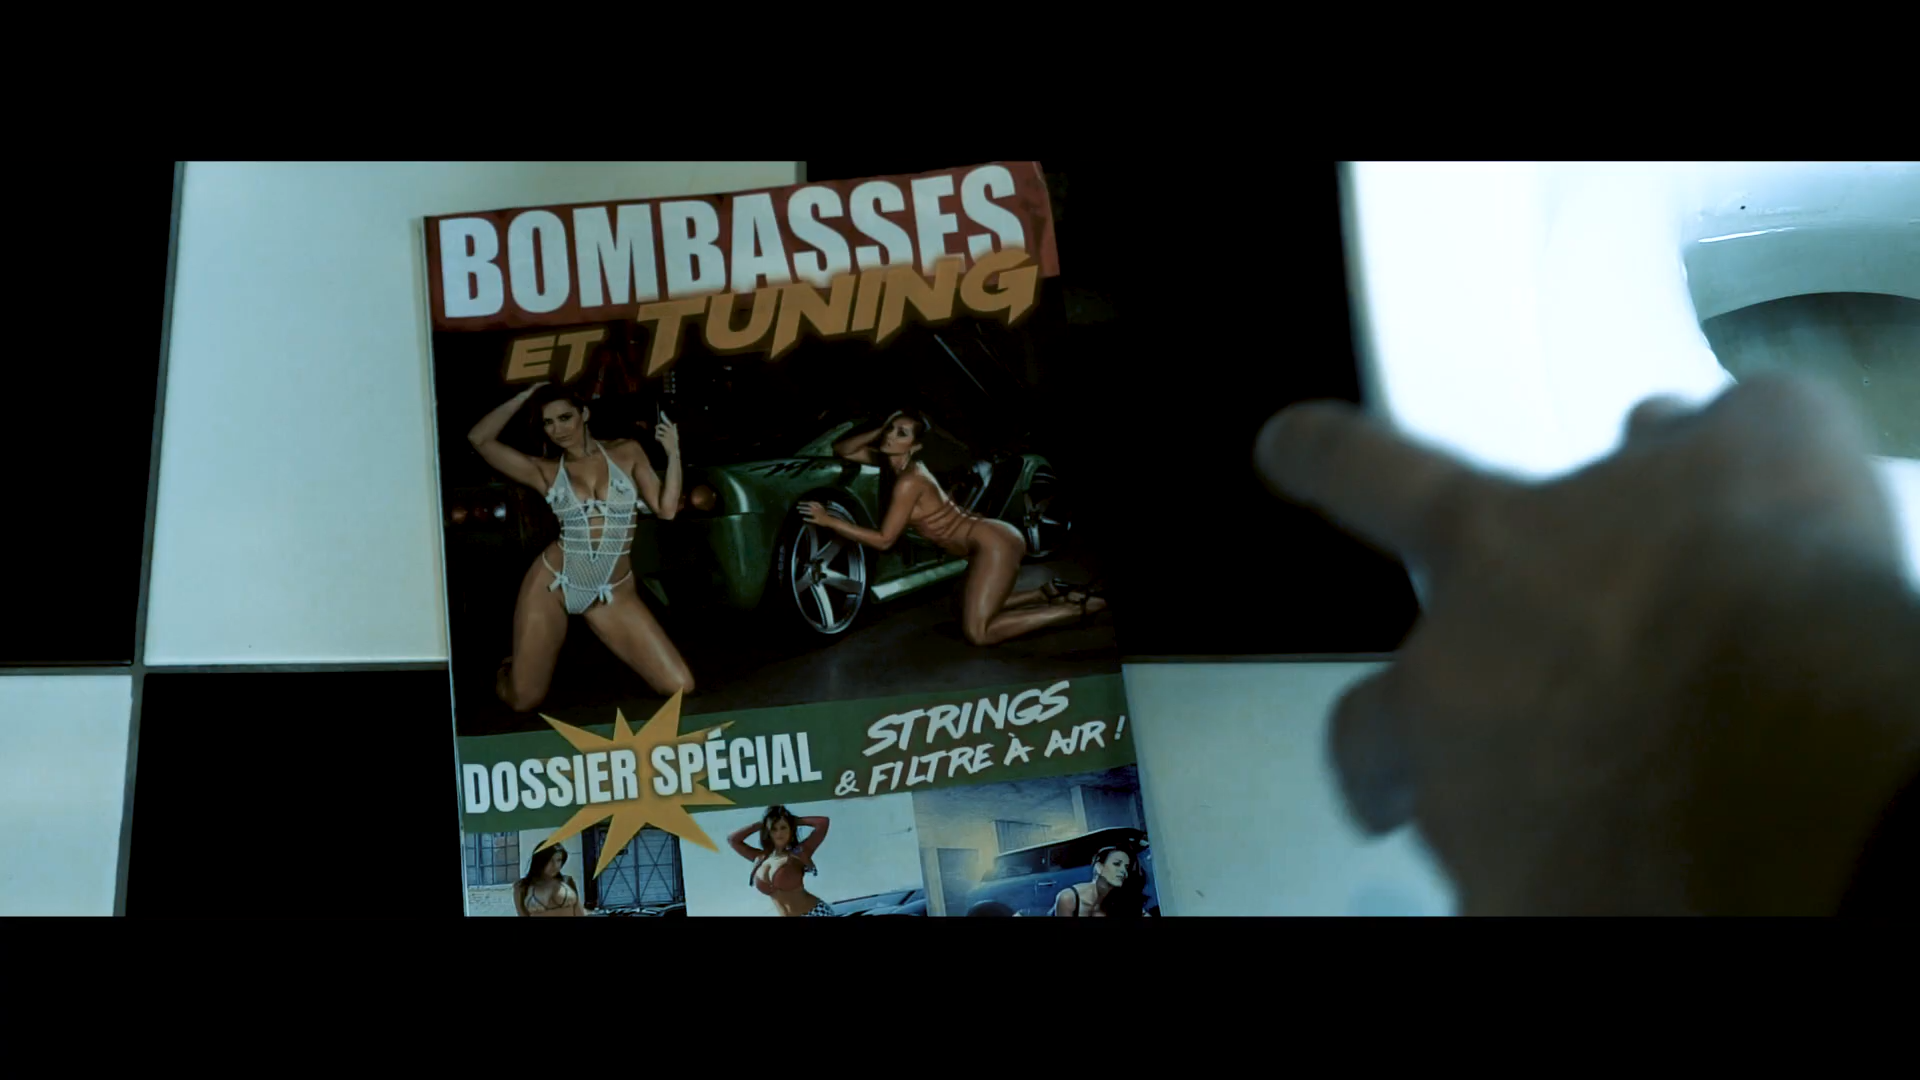 BOMBASSES
ET TUNING
DOSSIER SPÉCIAL
STRINGS
& FILTRE À AIR !